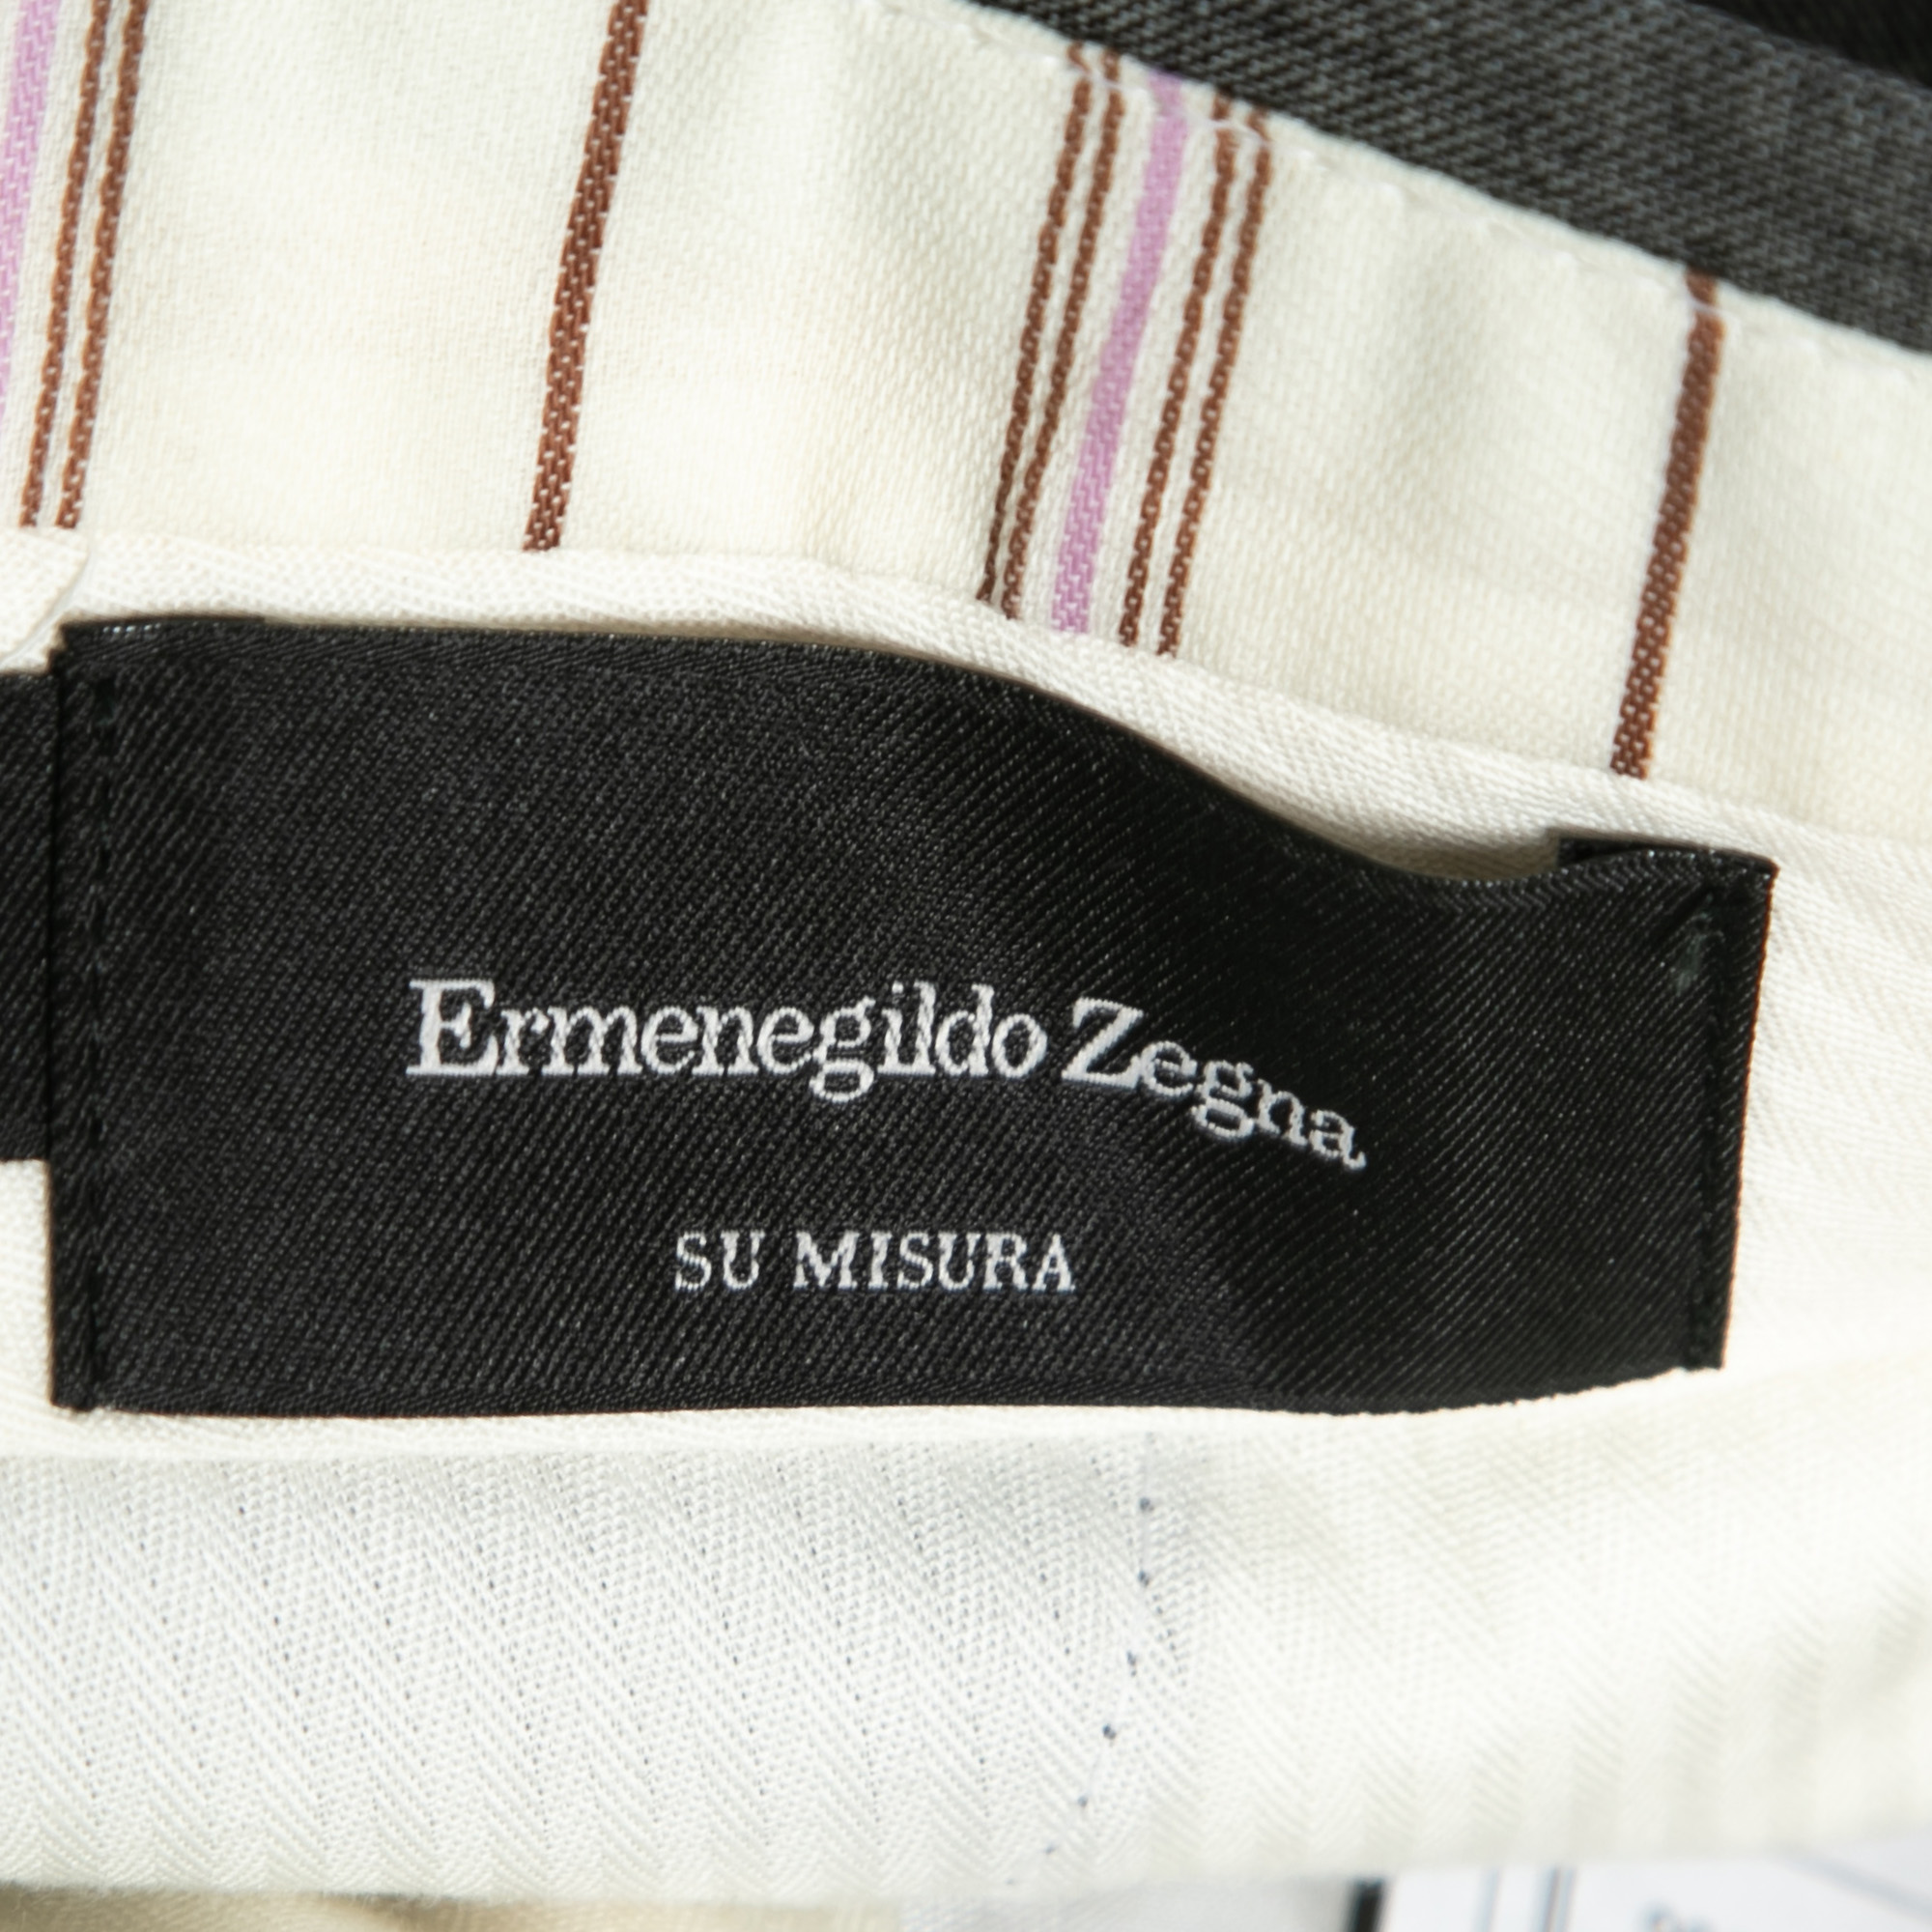 Ermenegildo Zegna
SU MISURA